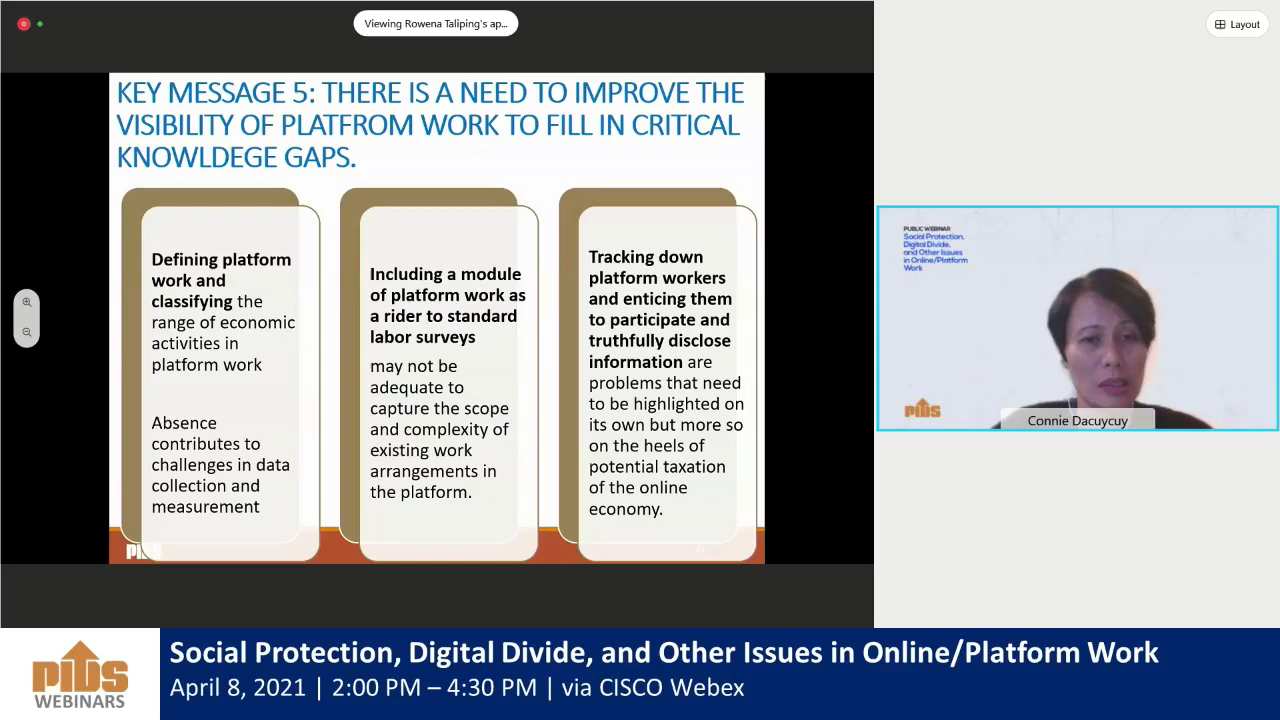 Viewing Rowena Taliping's ap...
Layout
KEY MESSAGE 5: THERE IS A NEED TO IMPROVE THE
VISIBILITY OF PLATFROM WORK TO FILL IN CRITICAL
KNOWLDEGE GAPS.
Defining platform
work and
classifying the
range of economic
activities in
platform work
Absence
contributes to
challenges in data
collection and
measurement
Including a module
of platform work as
a rider to standard
labor surveys
may not be
adequate to
capture the scope
and complexity of
existing work
arrangements in
the platform.
Tracking down
platform workers
and enticing them
to participate and
truthfully disclose
information are
problems that need
to be highlighted on
its own but more so
on the heels of
potential taxation
of the online
economy.
PUBLIC WEBINAR
Social Protection,
Digital Divide,
and Other Issues
in Online/Platform
Work
PIDS
Connie Dacuycuy
PIDS
WEBINARS
Social Protection, Digital Divide, and Other Issues in Online/Platform Work
April 8, 2021 | 2:00 PM – 4:30 PM | via CISCO Webex